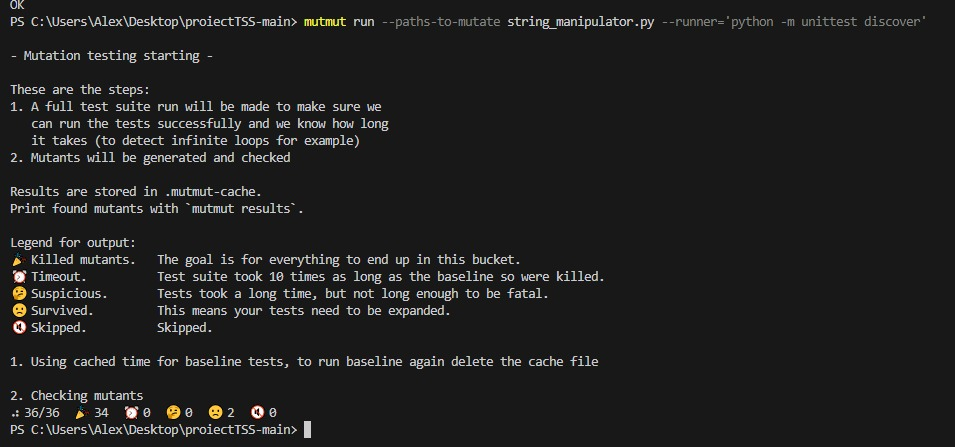 OK
PS C:\Users\Alex\Desktop\proiectTSS-main> mutmut run --paths-to-mutate string_manipulator.py --runner='python -m unittest discover'
- Mutation testing starting -
These are the steps:
1. A full test suite run will be made to make sure we
can run the tests successfully and we know how long
it takes (to detect infinite loops for example)
2. Mutants will be generated and checked
Results are stored in .mutmut-cache.
Print found mutants with `mutmut results`.
Legend for output:
🎉 Killed mutants.   The goal is for everything to end up in this bucket.
⏰ Timeout.          Test suite took 10 times as long as the baseline so were killed.
🤔 Suspicious.       Tests took a long time, but not long enough to be fatal.
🙁 Survived.         This means your tests need to be expanded.
🔇 Skipped.          Skipped.
1. Using cached time for baseline tests, to run baseline again delete the cache file
2. Checking mutants
⠴ 36/36  🎉 34  ⏰ 0  🤔 0  🙁 2  🔇 0
PS C:\Users\Alex\Desktop\proiectTSS-main>